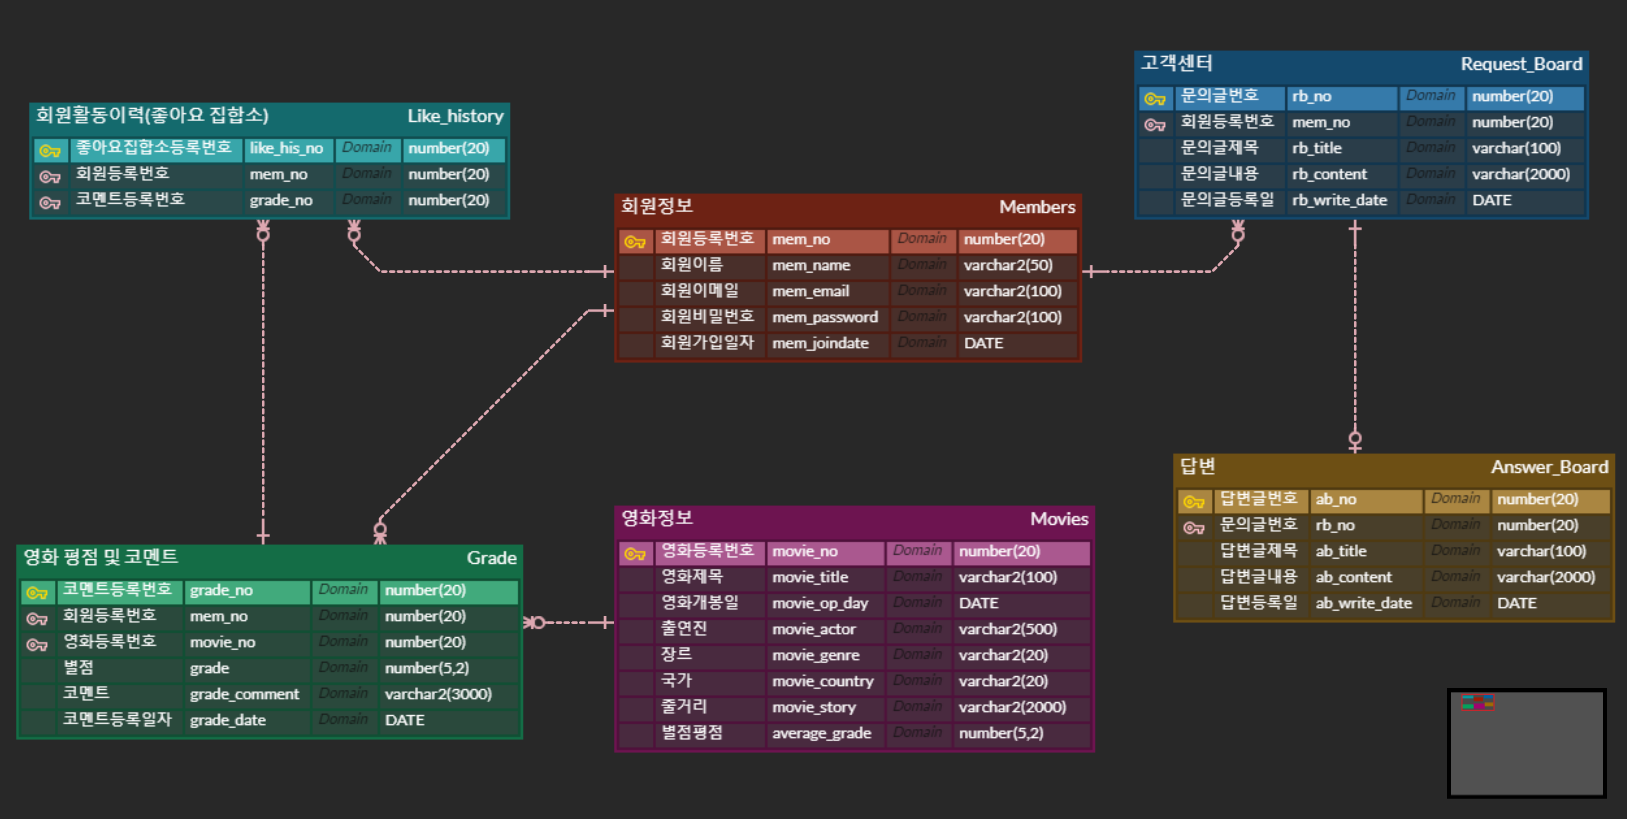 회원활동이력(좋아요 집합소) Like_history
좋아요집합소등록번호 like_his_no Domain number(20)
회원등록번호 mem_no Domain number(20)
코멘트등록번호 grade_no Domain number(20)
회원정보 Members
회원등록번호 mem_no Domain number(20)
회원이름 mem_name Domain varchar2(50)
회원이메일 mem_email Domain varchar2(100)
회원비밀번호 mem_password Domain varchar2(100)
회원가입일자 mem_joindate Domain DATE
고객센터 Request_Board
문의글번호 rb_no Domain number(20)
회원등록번호 mem_no Domain number(20)
문의글제목 rb_title Domain varchar(100)
문의글내용 rb_content Domain varchar(2000)
문의글등록일 rb_write_date Domain DATE
영화 평점 및 코멘트 Grade
코멘트등록번호 grade_no Domain number(20)
회원등록번호 mem_no Domain number(20)
영화등록번호 movie_no Domain number(20)
별점 grade Domain number(5,2)
코멘트 grade_comment Domain varchar2(3000)
코멘트등록일자 grade_date Domain DATE
영화정보 Movies
영화등록번호 movie_no Domain number(20)
영화제목 movie_title Domain varchar2(100)
영화개봉일 movie_op_day Domain DATE
출연진 movie_actor Domain varchar2(500)
장르 movie_genre Domain varchar2(20)
국가 movie_country Domain varchar2(20)
줄거리 movie_story Domain varchar2(2000)
별점평점 average_grade Domain number(5,2)
답변 Answer_Board
답변글번호 ab_no Domain number(20)
문의글번호 rb_no Domain number(20)
답변글제목 ab_title Domain varchar(100)
답변글내용 ab_content Domain varchar(2000)
답변등록일 ab_write_date Domain DATE